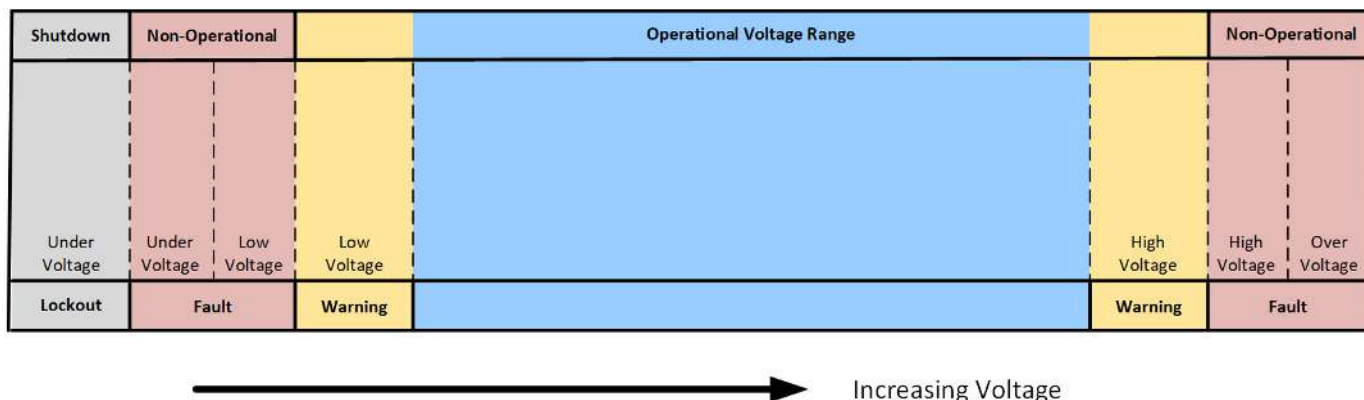 Shutdown Non-Operational Operational Voltage Range Non-Operational
Under Under Low Low High High Over
Voltage Voltage Voltage Voltage Voltage Voltage Voltage
Lockout Fault Warning Warning Fault
Increasing Voltage